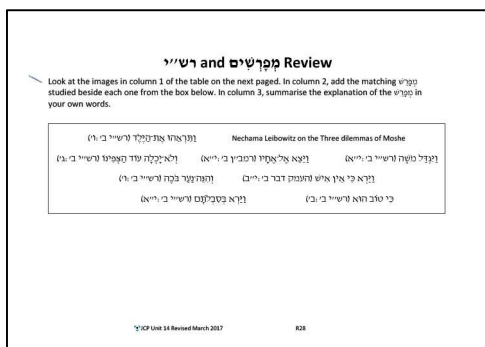 מְפָרְשִׁים and רש״י Review
Look at the images in column 1 of the table on the next paged. In column 2, add the matching מְפָרֵשׁ
studied beside each one from the box below. In column 3, summarise the explanation of the מְפָרֵשׁ in
your own words.
וַתִּרְאֵהוּ אֶת־הַיֶּלֶד (רש״י ב׳:ו׳) Nechama Leibowitz on the Three dilemmas of Moshe
וַיִּגְדַּל מֹשֶׁה (רש״י ב׳:י״א) וַיֵּצֵא אֶל־אֶחָיו (רמב״ן ב׳:י״א) וְלֹא־יָכְלָה עוֹד הַצְּפִינוֹ (רש״י ב׳:ג׳)
וַיַּרְא כִּי אֵין אִישׁ (העמק דבר ב׳:י״ב) וְהִנֵּה־נַעַר בֹּכֶה (רש״י ב׳:ו׳)
כִּי טוֹב הוּא (רש״י ב׳:ב׳) וַיַּרְא בְּסִבְלֹתָם (רש״י ב׳:י״א)
JCP Unit 14 Revised March 2017 R28